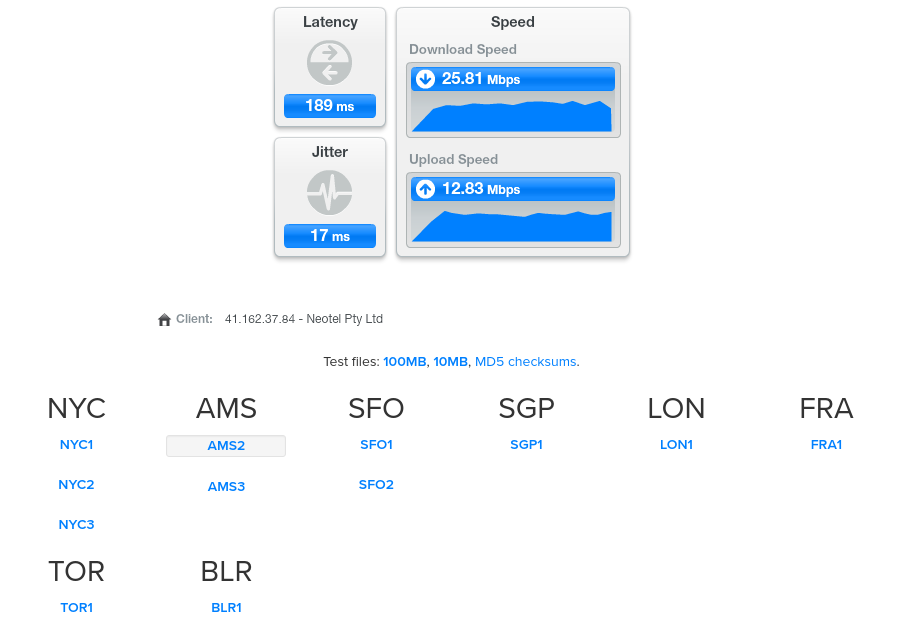 Latency
189 ms
Jitter
17 ms
Speed
Download Speed
25.81 Mbps
Upload Speed
12.83 Mbps
Client: 41.162.37.84 - Neotel Pty Ltd
Test files: 100MB, 10MB, MD5 checksums.
NYC AMS SFO SGP LON FRA
NYC1 AMS2 SFO1 SGP1 LON1 FRA1
NYC2 AMS3 SFO2
NYC3
TOR BLR
TOR1 BLR1